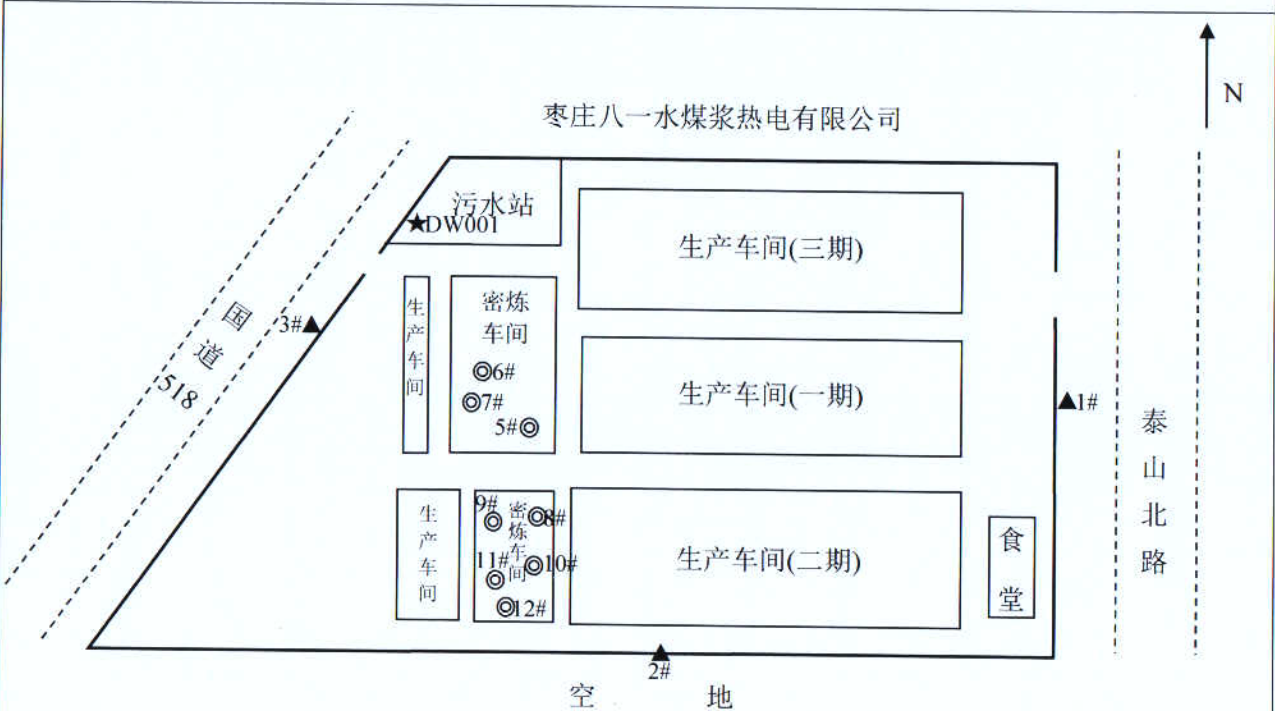 N
枣庄八一水煤浆热电有限公司
污水站
★DW001
生产车间(三期)
国道518
3#▲
生产车间
密炼
车间
◎6#
◎7#
5#◎
生产车间(一期)
▲1#
泰山北路
生产车间
9#
密炼车间
◎8#
11#
◎10#
◎12#
生产车间(二期)
食堂
▲
2#
空 地